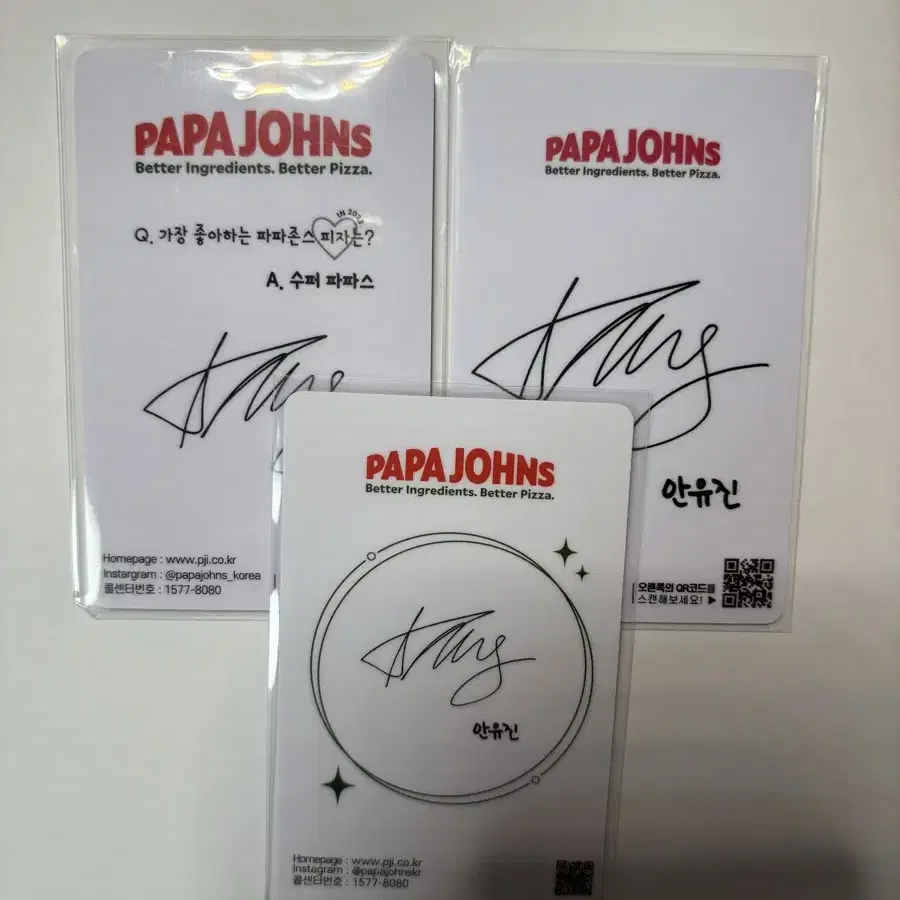 PAPA JOHNS
Better Ingredients. Better Pizza.
IN 2023
Q. 가장 좋아하는 파파존스 피자는?
A. 수퍼 파파스
Homepage : www.pji.co.kr
Instargram : @papajohns_korea
콜센터번호 : 1577-8080
PAPA JOHNS
Better Ingredients. Better Pizza.
안유진
오른쪽의 QR코드를
스캔해보세요! ▶
PAPA JOHNS
Better Ingredients. Better Pizza.
안유진
Homepage : www.pji.co.kr
Instagram : @papajohnskr
콜센터번호 : 1577-8080